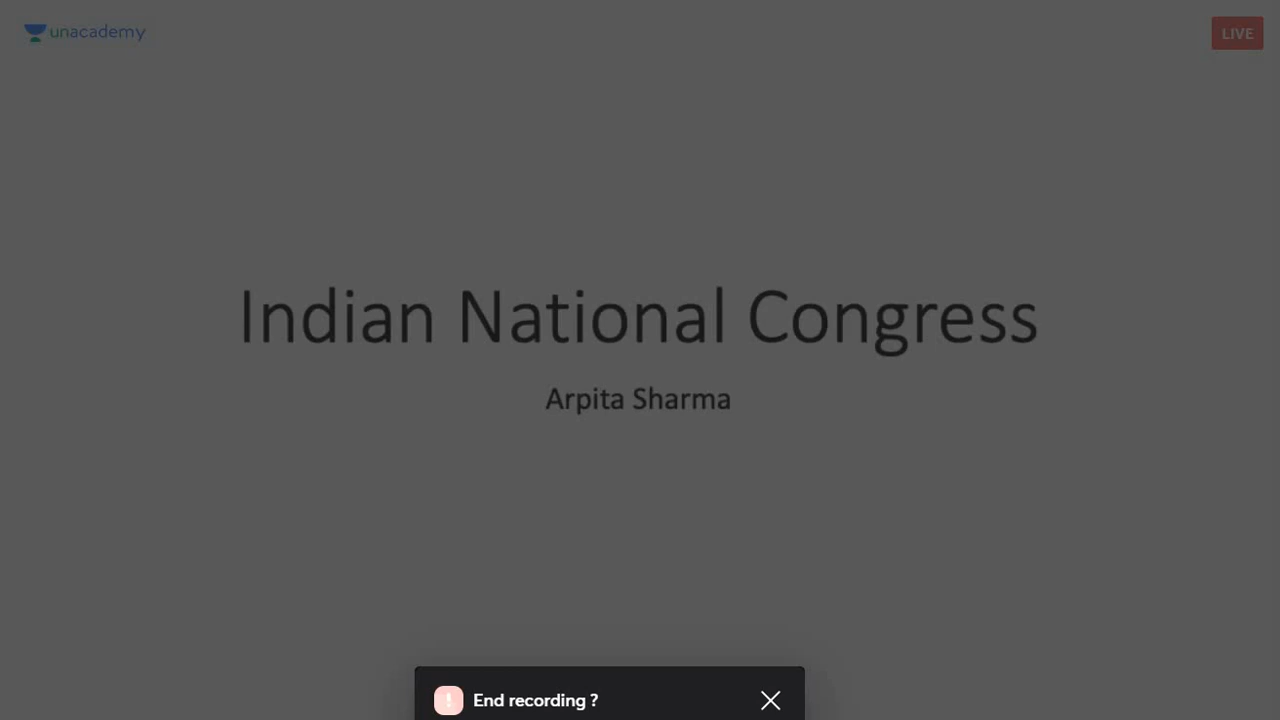 unacademy
LIVE
Indian National Congress
Arpita Sharma
End recording ?